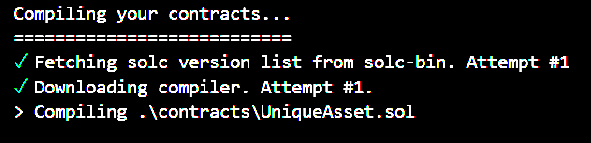 Compiling your contracts...
===========================
✓ Fetching solc version list from solc-bin. Attempt #1
✓ Downloading compiler. Attempt #1.
> Compiling .\contracts\UniqueAsset.sol